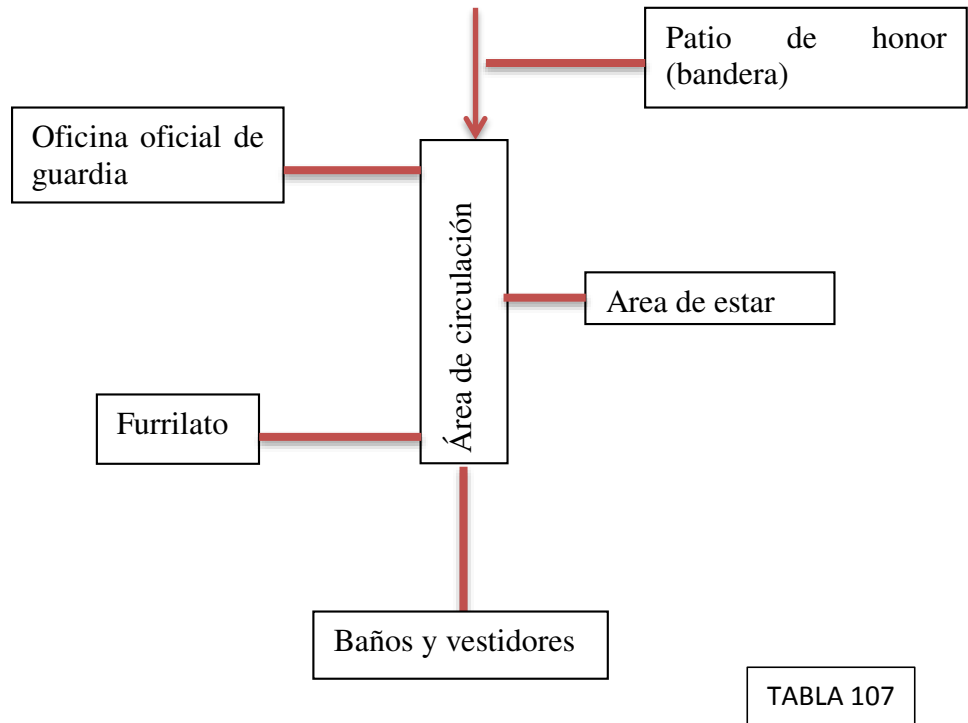 Patio de honor
(bandera)
Oficina oficial de
guardia
Área de circulación
Area de estar
Furrilato
Baños y vestidores
TABLA 107